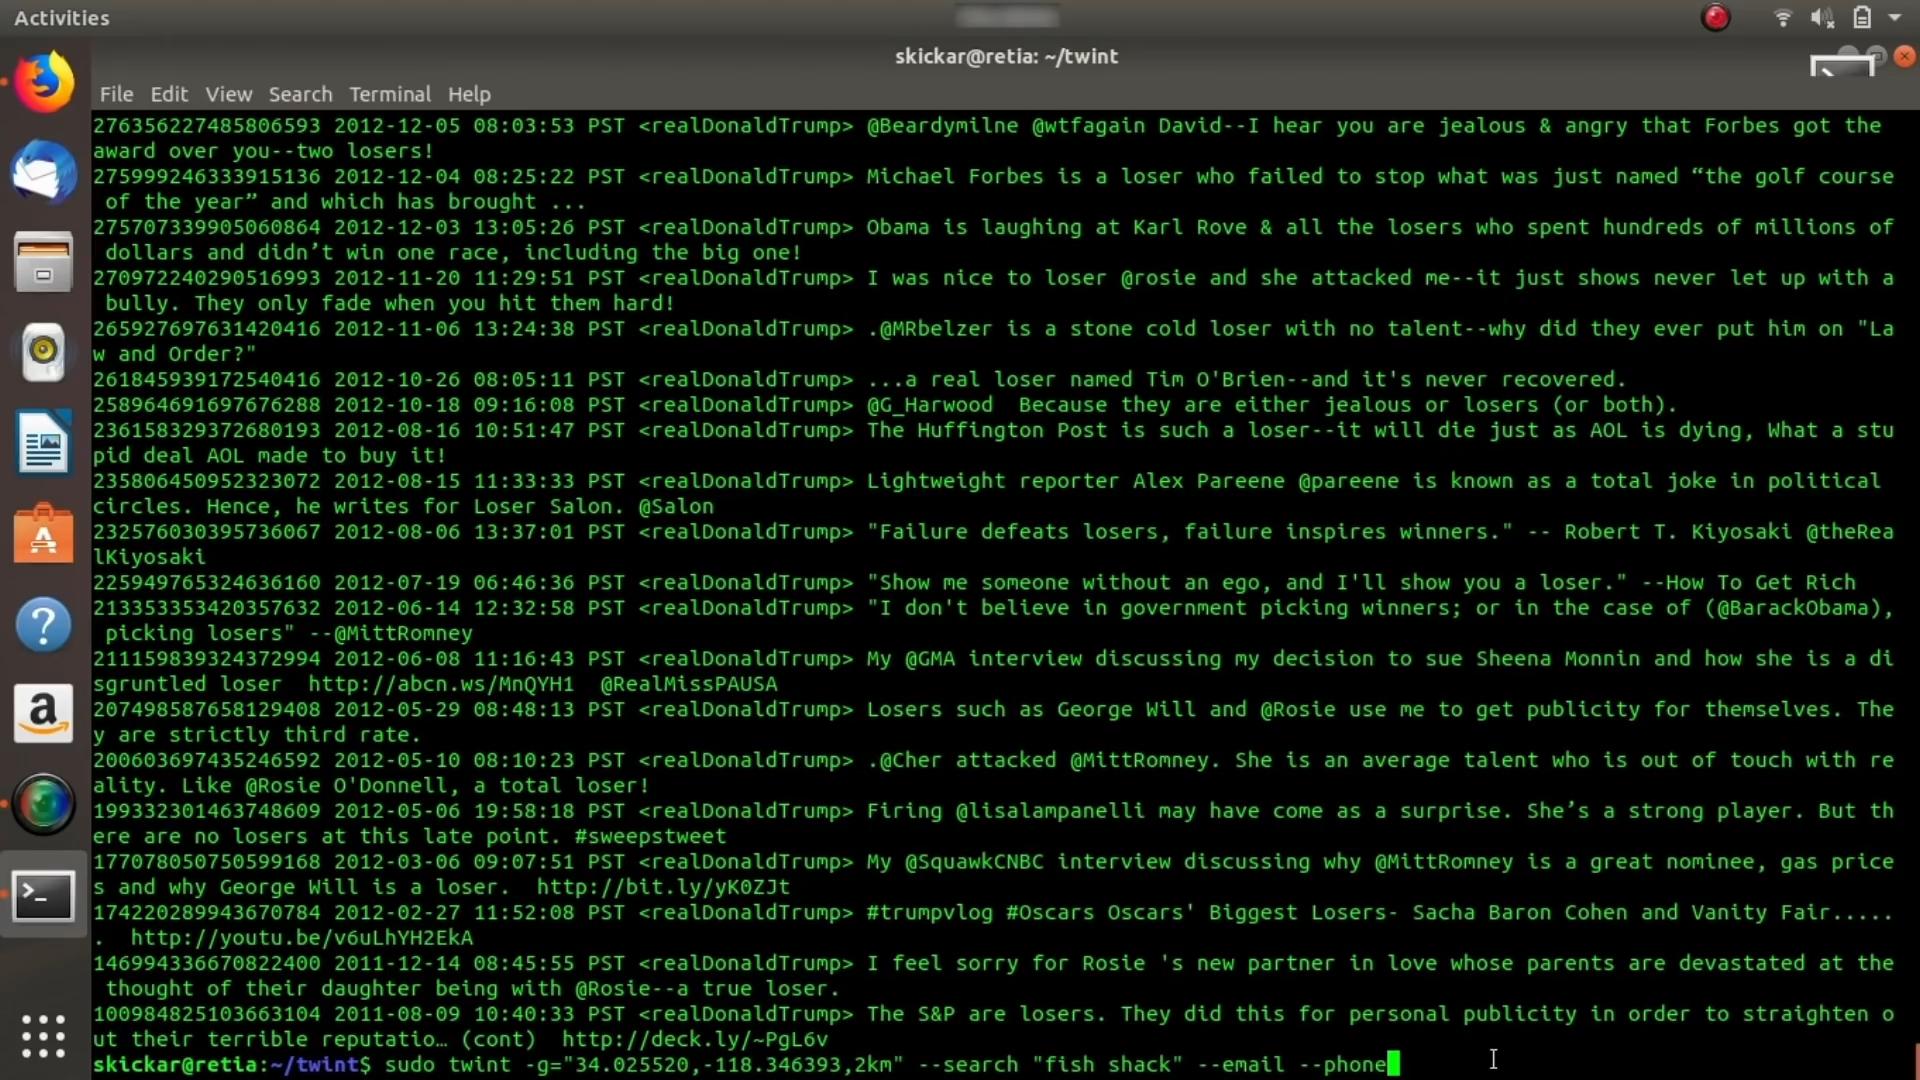 Activities
skickar@retia: ~/twint
File Edit View Search Terminal Help
276356227485806593 2012-12-05 08:03:53 PST <realDonaldTrump> @Beardymilne @wtfagain David--I hear you are jealous & angry that Forbes got the
award over you--two losers!
275999246333915136 2012-12-04 08:25:22 PST <realDonaldTrump> Michael Forbes is a loser who failed to stop what was just named “the golf course
of the year” and which has brought ...
275707339905060864 2012-12-03 13:05:26 PST <realDonaldTrump> Obama is laughing at Karl Rove & all the losers who spent hundreds of millions of
dollars and didn’t win one race, including the big one!
270972240290516993 2012-11-20 11:29:51 PST <realDonaldTrump> I was nice to loser @rosie and she attacked me--it just shows never let up with a
bully. They only fade when you hit them hard!
265927697631420416 2012-11-06 13:24:38 PST <realDonaldTrump> .@MRbelzer is a stone cold loser with no talent--why did they ever put him on "La
w and Order?"
261845939172540416 2012-10-26 08:05:11 PST <realDonaldTrump> ...a real loser named Tim O'Brien--and it's never recovered.
258964691697676288 2012-10-18 09:16:08 PST <realDonaldTrump> @G_Harwood  Because they are either jealous or losers (or both).
236158329372680193 2012-08-16 10:51:47 PST <realDonaldTrump> The Huffington Post is such a loser--it will die just as AOL is dying, What a stu
pid deal AOL made to buy it!
235806450952323072 2012-08-15 11:33:33 PST <realDonaldTrump> Lightweight reporter Alex Pareene @pareene is known as a total joke in political
circles. Hence, he writes for Loser Salon. @Salon
232576030395736067 2012-08-06 13:37:01 PST <realDonaldTrump> "Failure defeats losers, failure inspires winners." -- Robert T. Kiyosaki @theRea
lKiyosaki
225949765324636160 2012-07-19 06:46:36 PST <realDonaldTrump> "Show me someone without an ego, and I'll show you a loser." --How To Get Rich
213353353420357632 2012-06-14 12:32:58 PST <realDonaldTrump> "I don't believe in government picking winners; or in the case of (@BarackObama),
picking losers" --@MittRomney
211159839324372994 2012-06-08 11:16:43 PST <realDonaldTrump> My @GMA interview discussing my decision to sue Sheena Monnin and how she is a di
sgruntled loser  http://abcn.ws/MnQYH1  @RealMissPAUSA
207498587658129408 2012-05-29 08:48:13 PST <realDonaldTrump> Losers such as George Will and @Rosie use me to get publicity for themselves. The
y are strictly third rate.
200603697435246592 2012-05-10 08:10:23 PST <realDonaldTrump> .@Cher attacked @MittRomney. She is an average talent who is out of touch with re
ality. Like @Rosie O'Donnell, a total loser!
199332301463748609 2012-05-06 19:58:18 PST <realDonaldTrump> Firing @lisalampanelli may have come as a surprise. She’s a strong player. But th
ere are no losers at this late point. #sweepstweet
177078050750599168 2012-03-06 09:07:51 PST <realDonaldTrump> My @SquawkCNBC interview discussing why @MittRomney is a great nominee, gas price
s and why George Will is a loser.  http://bit.ly/yK0ZJt
174220289943670784 2012-02-27 11:52:08 PST <realDonaldTrump> #trumpvlog #Oscars Oscars' Biggest Losers- Sacha Baron Cohen and Vanity Fair.....
.  http://youtu.be/v6uLhYH2EkA
146994336670822400 2011-12-14 08:45:55 PST <realDonaldTrump> I feel sorry for Rosie 's new partner in love whose parents are devastated at the
thought of their daughter being with @Rosie--a true loser.
100984825103663104 2011-08-09 10:40:33 PST <realDonaldTrump> The S&P are losers. They did this for personal publicity in order to straighten o
ut their terrible reputatio… (cont)  http://deck.ly/~PgL6v
skickar@retia:~/twint$ sudo twint -g="34.025520,-118.346393,2km" --search "fish shack" --email --phone